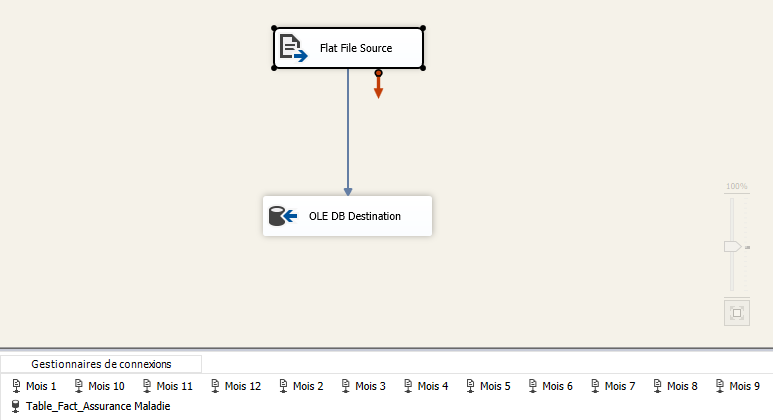 Flat File Source
OLE DB Destination
100%
Gestionnaires de connexions
Mois 1 Mois 10 Mois 11 Mois 12 Mois 2 Mois 3 Mois 4 Mois 5 Mois 6 Mois 7 Mois 8 Mois 9
Table_Fact_Assurance Maladie